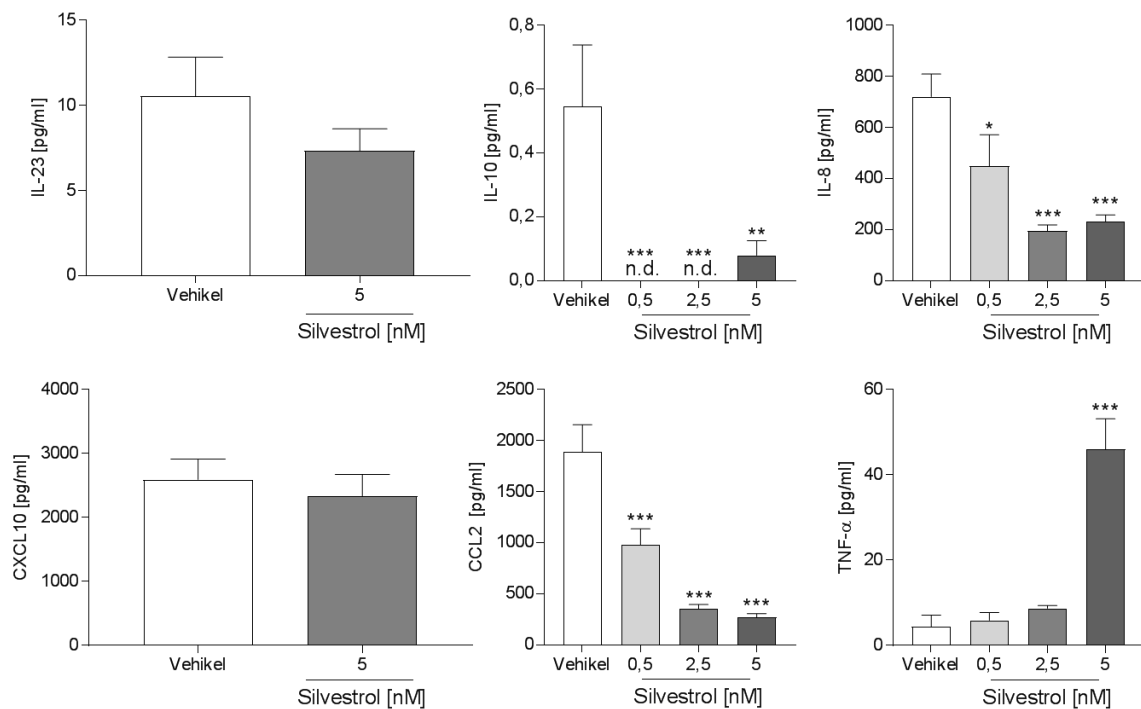 IL-23 [pg/ml]
15
10
5
0
Vehikel 5
Silvestrol [nM]
IL-10 [pg/ml]
0,8
0,6
0,4
0,2
0,0
*** *** **
n.d. n.d.
Vehikel 0,5 2,5 5
Silvestrol [nM]
IL-8 [pg/ml]
1000
800
600
400
200
0
* *** ***
Vehikel 0,5 2,5 5
Silvestrol [nM]
CXCL10 [pg/ml]
4000
3000
2000
1000
0
Vehikel 5
Silvestrol [nM]
CCL2 [pg/ml]
2500
2000
1500
1000
500
0
*** *** ***
Vehikel 0,5 2,5 5
Silvestrol [nM]
TNF-α [pg/ml]
60
40
20
0
***
Vehikel 0,5 2,5 5
Silvestrol [nM]